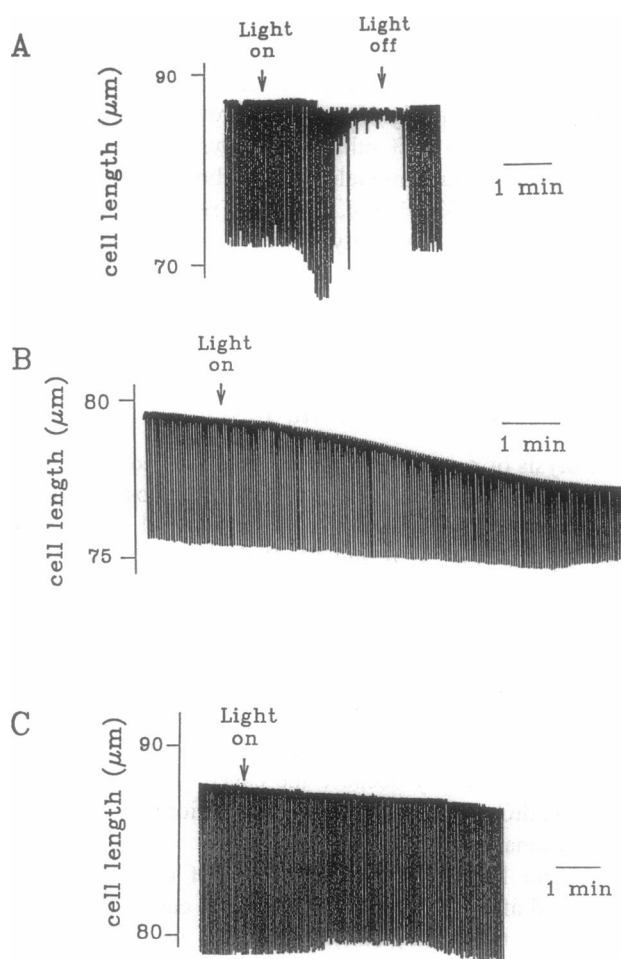 A
Light
on
Light
off
90
70
cell length (μm)
1 min
B
Light
on
80
75
cell length (μm)
1 min
C
Light
on
90
80
cell length (μm)
1 min